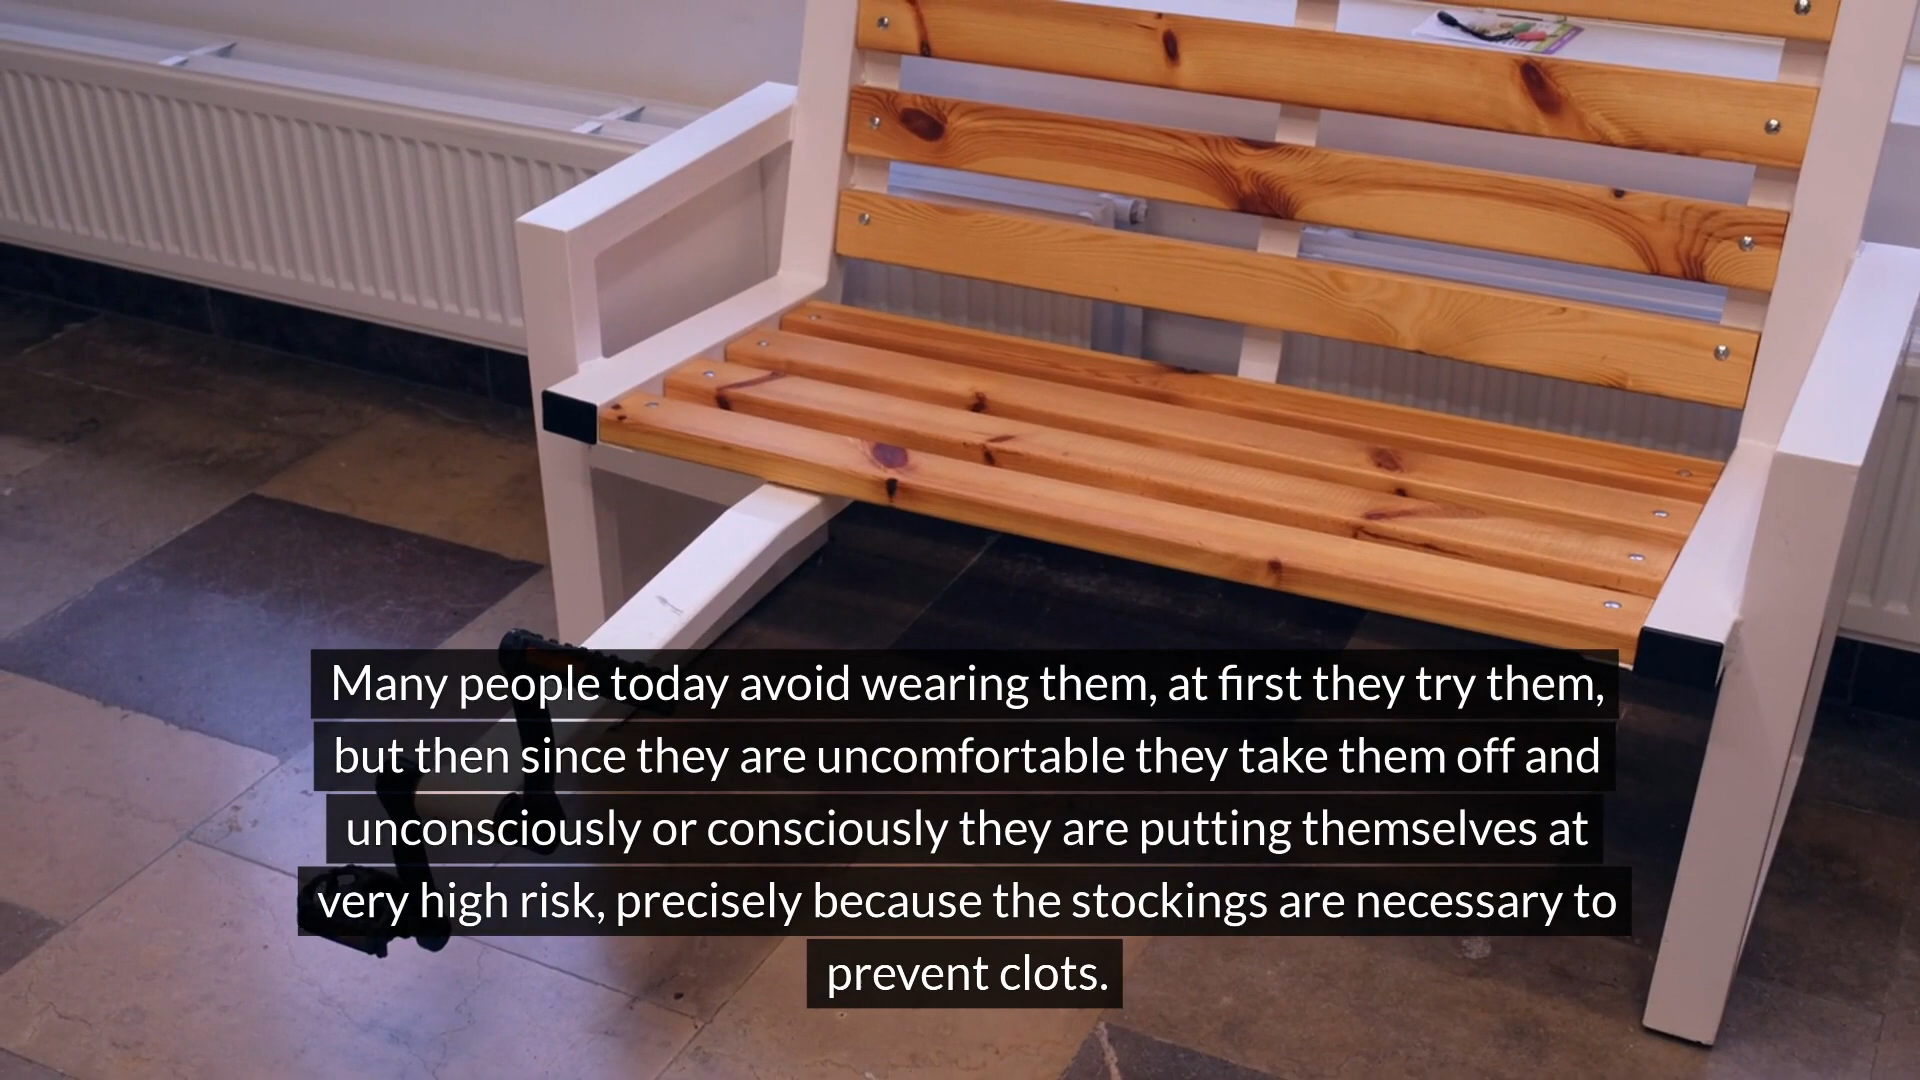 Many people today avoid wearing them, at first they try them,
but then since they are uncomfortable they take them off and
unconsciously or consciously they are putting themselves at
very high risk, precisely because the stockings are necessary to
prevent clots.